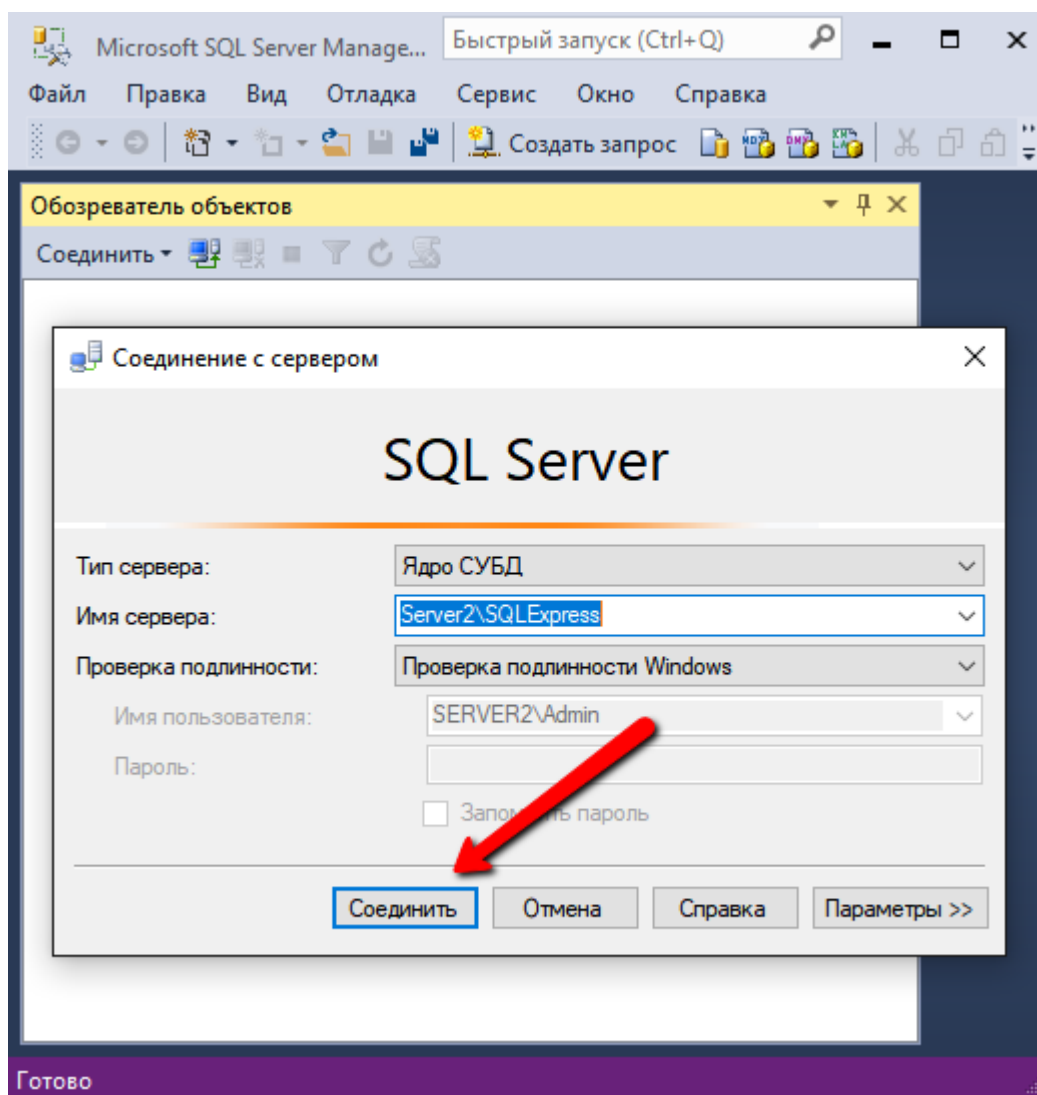 Microsoft SQL Server Manage... Быстрый запуск (Ctrl+Q)
Файл Правка Вид Отладка Сервис Окно Справка
Создать запрос
Обозреватель объектов
Соединить
Соединение с сервером
SQL Server
Тип сервера: Ядро СУБД
Имя сервера: Server2\SQLExpress
Проверка подлинности: Проверка подлинности Windows
Имя пользователя: SERVER2\Admin
Пароль:
пароль
Соединить Отмена Справка Параметры >>
Готово